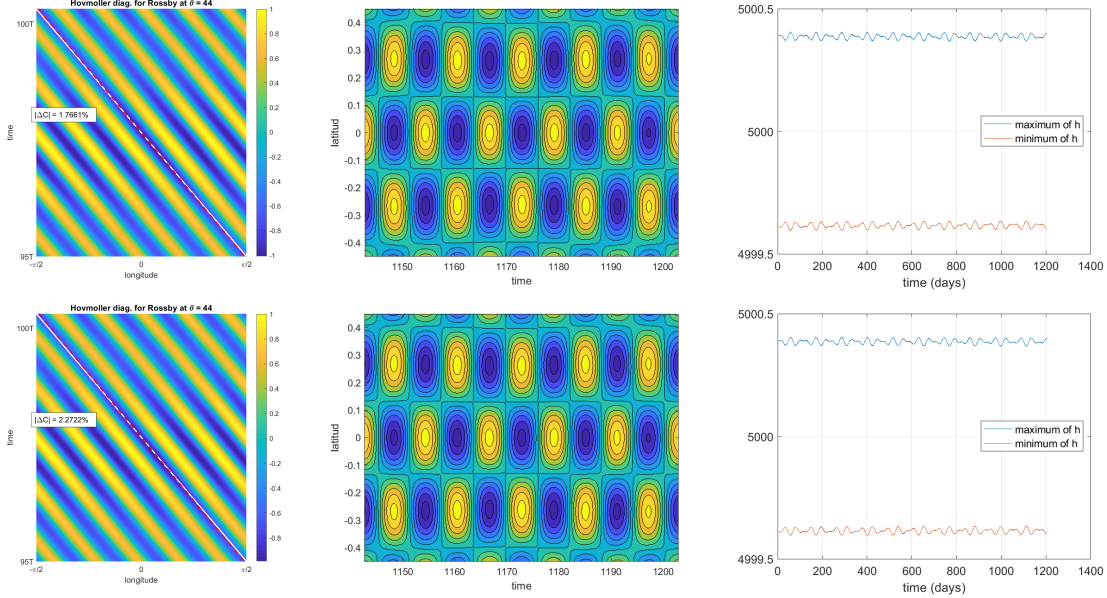 Hovmoller diag. for Rossby at θ = 44
100T
|ΔC| = 1.7661%
time
95T
−π/2
0
π/2
longitude
1
0.8
0.6
0.4
0.2
0
-0.2
-0.4
-0.6
-0.8
-1
0.4
0.3
0.2
0.1
0
-0.1
-0.2
-0.3
-0.4
latitud
1150
1160
1170
1180
1190
1200
time
5000.5
5000
4999.5
maximum of h
minimum of h
0
200
400
600
800
1000
1200
1400
time (days)
Hovmoller diag. for Rossby at θ = 44
100T
|ΔC| = 2.2722%
time
95T
−π/2
0
π/2
longitude
1
0.8
0.6
0.4
0.2
0
-0.2
-0.4
-0.6
-0.8
0.4
0.3
0.2
0.1
0
-0.1
-0.2
-0.3
-0.4
latitud
1150
1160
1170
1180
1190
1200
time
5000.5
5000
4999.5
maximum of h
minimum of h
0
200
400
600
800
1000
1200
1400
time (days)